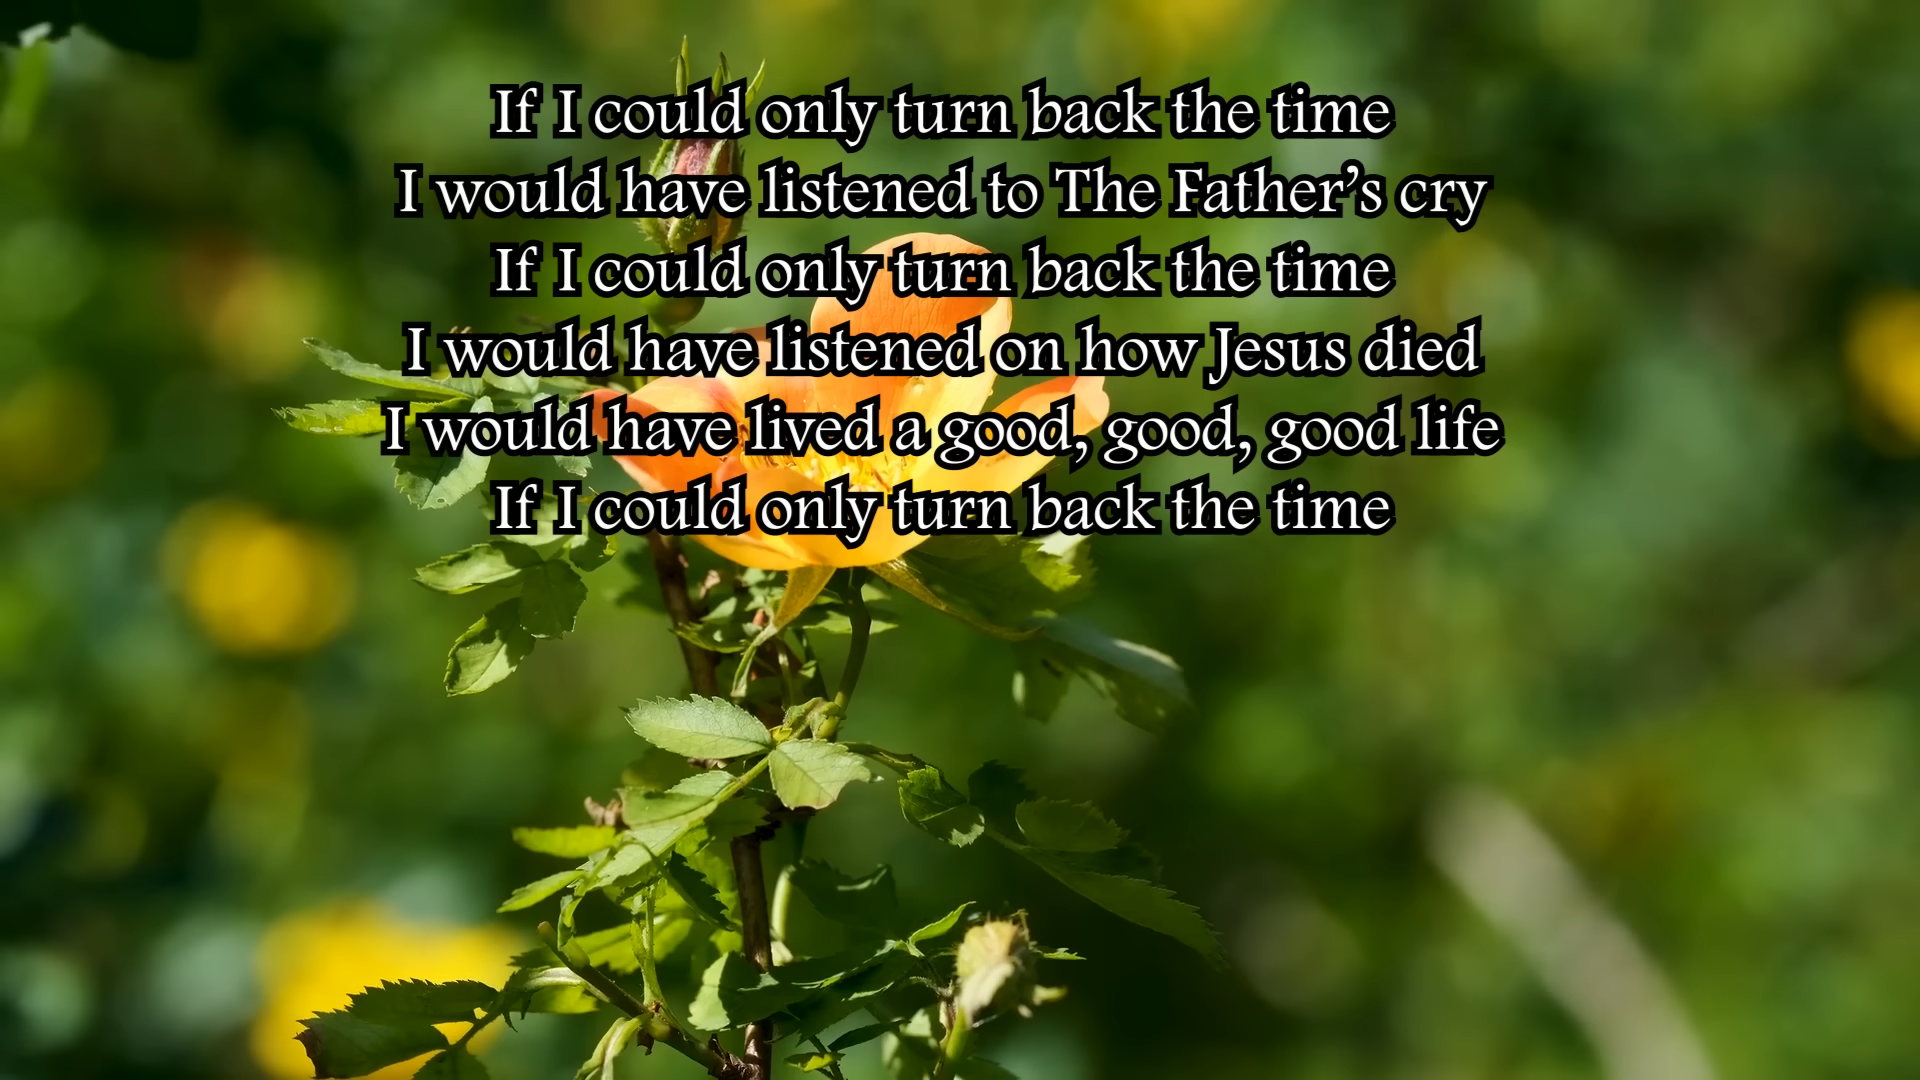 If I could only turn back the time
I would have listened to The Father’s cry
If I could only turn back the time
I would have listened on how Jesus died
I would have lived a good, good, good life
If I could only turn back the time